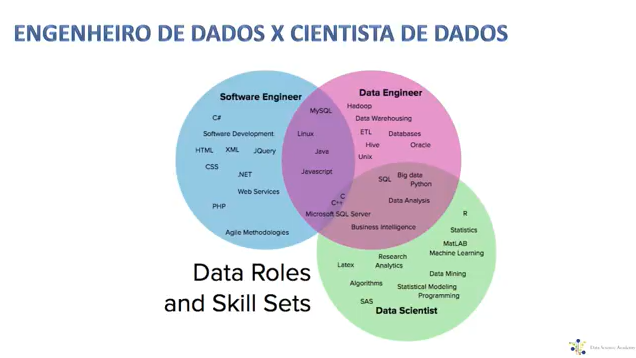 ENGENHEIRO DE DADOS X CIENTISTA DE DADOS
Software Engineer
C#
Software Development
HTML
XML
JQuery
CSS
.NET
Web Services
PHP
Agile Methodologies
MySQL
Linux
Java
Javascript
C
C++
Microsoft SQL Server
Data Engineer
Hadoop
Data Warehousing
ETL
Databases
Hive
Oracle
Unix
SQL
Big data
Python
Data Analysis
Business Intelligence
R
Statistics
MatLAB
Machine Learning
Research
Analytics
Latex
Data Mining
Algorithms
Statistical Modeling
Programming
SAS
Data Scientist
Data Roles
and Skill Sets
Data Science Academy